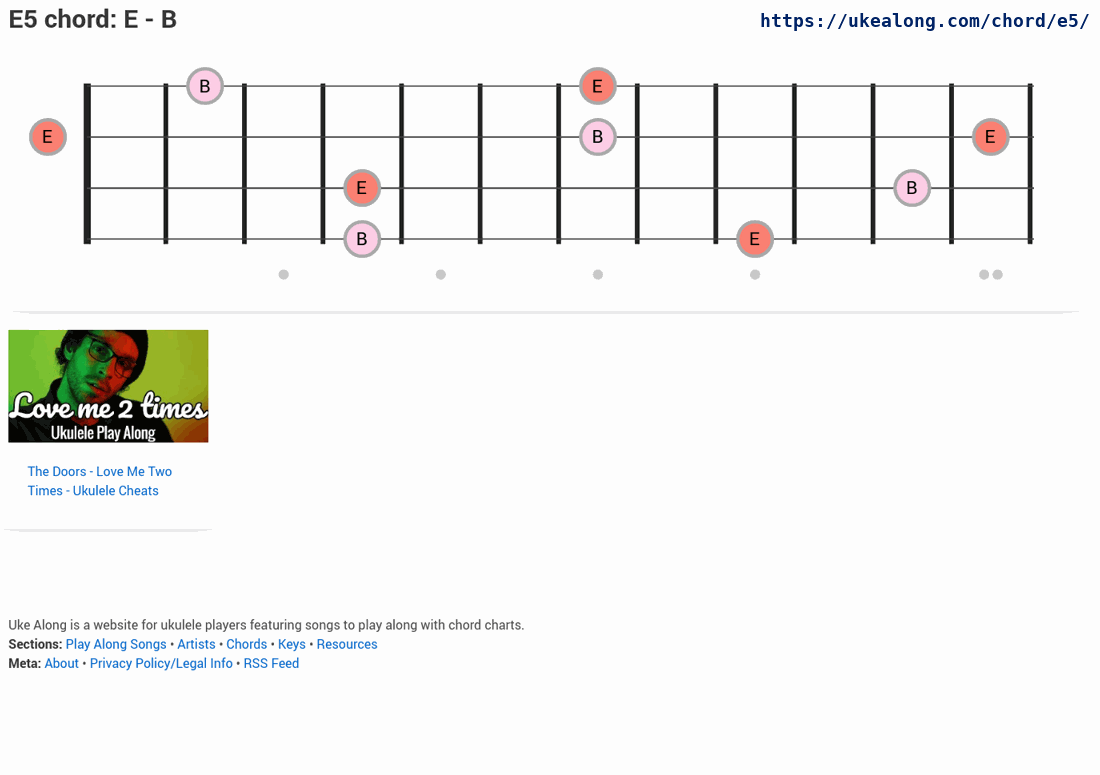 E5 chord: E - B
https://ukealong.com/chord/e5/
B
E
E
B
E
E
B
B
E
Love me 2 times
Ukulele Play Along
The Doors - Love Me Two
Times - Ukulele Cheats
Uke Along is a website for ukulele players featuring songs to play along with chord charts.
Sections: Play Along Songs • Artists • Chords • Keys • Resources
Meta: About • Privacy Policy/Legal Info • RSS Feed